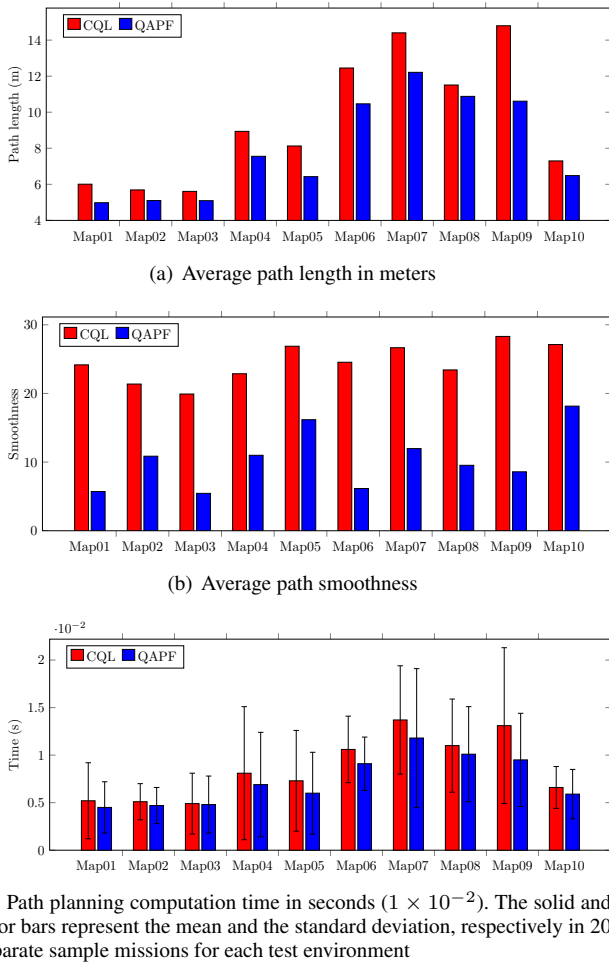 CQL QAPF
14
12
10
8
6
4
Path length (m)
Map01 Map02 Map03 Map04 Map05 Map06 Map07 Map08 Map09 Map10
(a) Average path length in meters
CQL QAPF
30
20
10
0
Smoothness
Map01 Map02 Map03 Map04 Map05 Map06 Map07 Map08 Map09 Map10
(b) Average path smoothness
·10−2
CQL QAPF
2
1.5
1
0.5
0
Time (s)
Map01 Map02 Map03 Map04 Map05 Map06 Map07 Map08 Map09 Map10
Path planning computation time in seconds (1 × 10−2). The solid and
or bars represent the mean and the standard deviation, respectively in 20
parate sample missions for each test environment